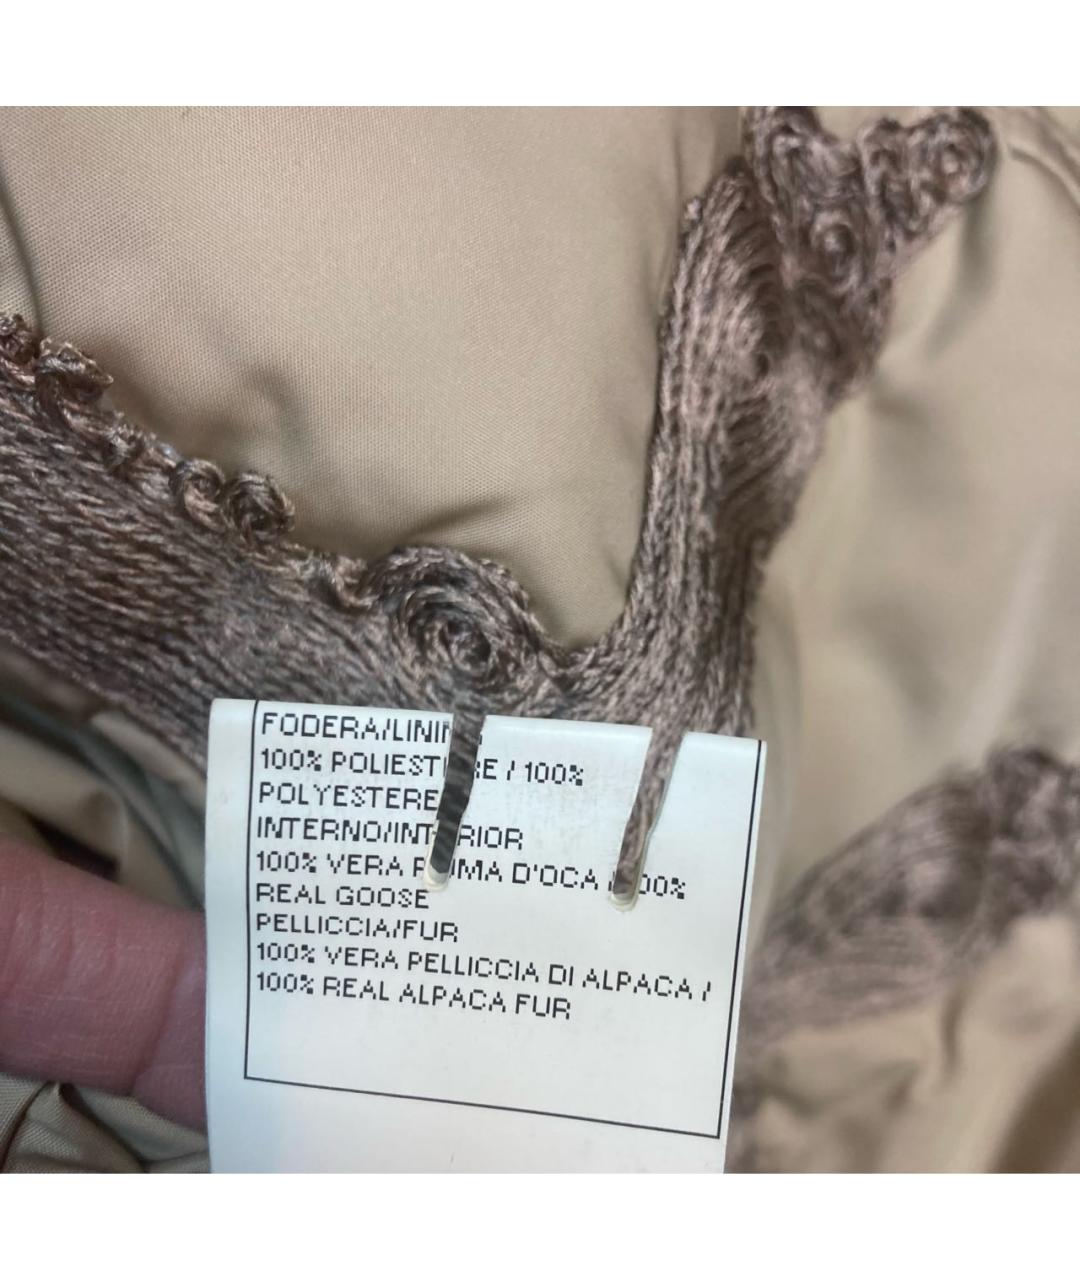 FODERA/LINING
100% POLIESTERE / 100%
POLYESTERE
INTERNO/INTERIOR
100% VERA PIUMA D'OCA / 100%
REAL GOOSE
PELLICCIA/FUR
100% VERA PELLICCIA DI ALPACA /
100% REAL ALPACA FUR